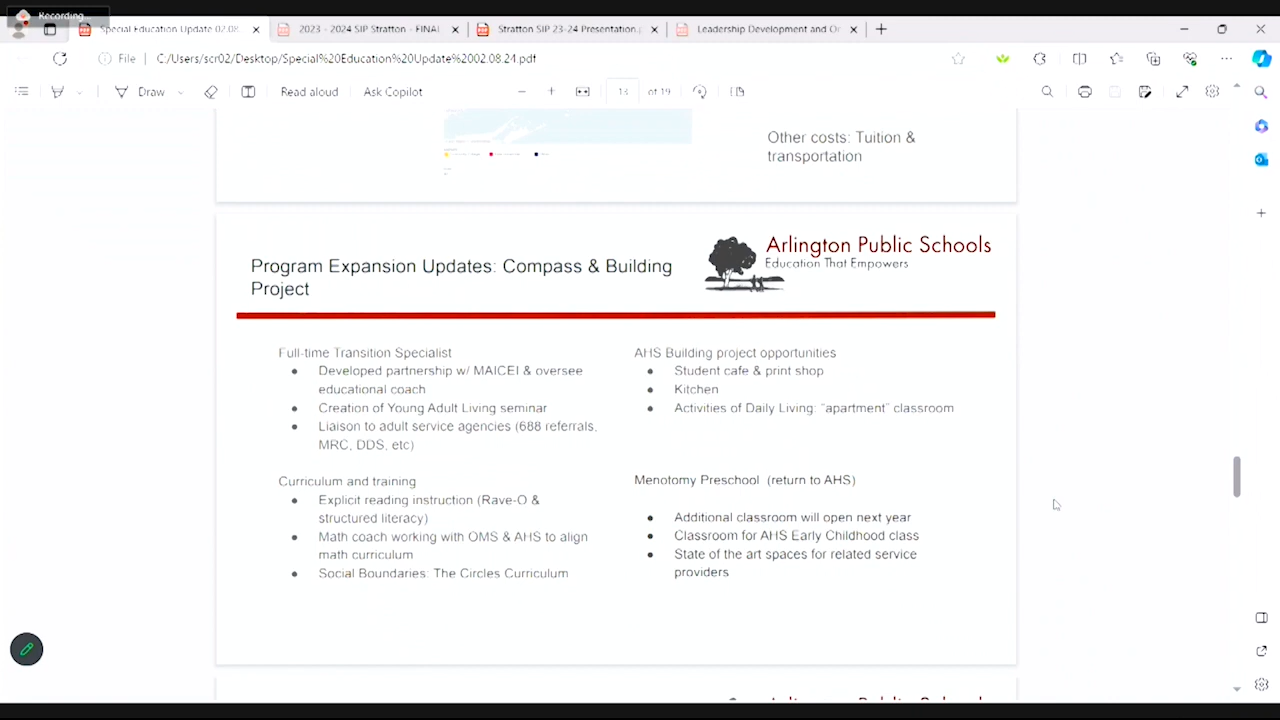 Recording...
Special Education Update 02.08
2023 - 2024 SIP Stratton - FINAL
Stratton SIP 23-24 Presentation.
Leadership Development and Or
File
C:/Users/scr02/Desktop/Special%20Education%20Update%2002.08.24.pdf
Draw
Read aloud
Ask Copilot
13
of 19
Other costs: Tuition &
transportation
Arlington Public Schools
Education That Empowers
Program Expansion Updates: Compass & Building
Project
Full-time Transition Specialist
● Developed partnership w/ MAICEI & oversee
educational coach
● Creation of Young Adult Living seminar
● Liaison to adult service agencies (688 referrals,
MRC, DDS, etc)
Curriculum and training
● Explicit reading instruction (Rave-O &
structured literacy)
● Math coach working with OMS & AHS to align
math curriculum
● Social Boundaries: The Circles Curriculum
AHS Building project opportunities
● Student cafe & print shop
● Kitchen
● Activities of Daily Living: "apartment" classroom
Menotomy Preschool (return to AHS)
● Additional classroom will open next year
● Classroom for AHS Early Childhood class
● State of the art spaces for related service
providers